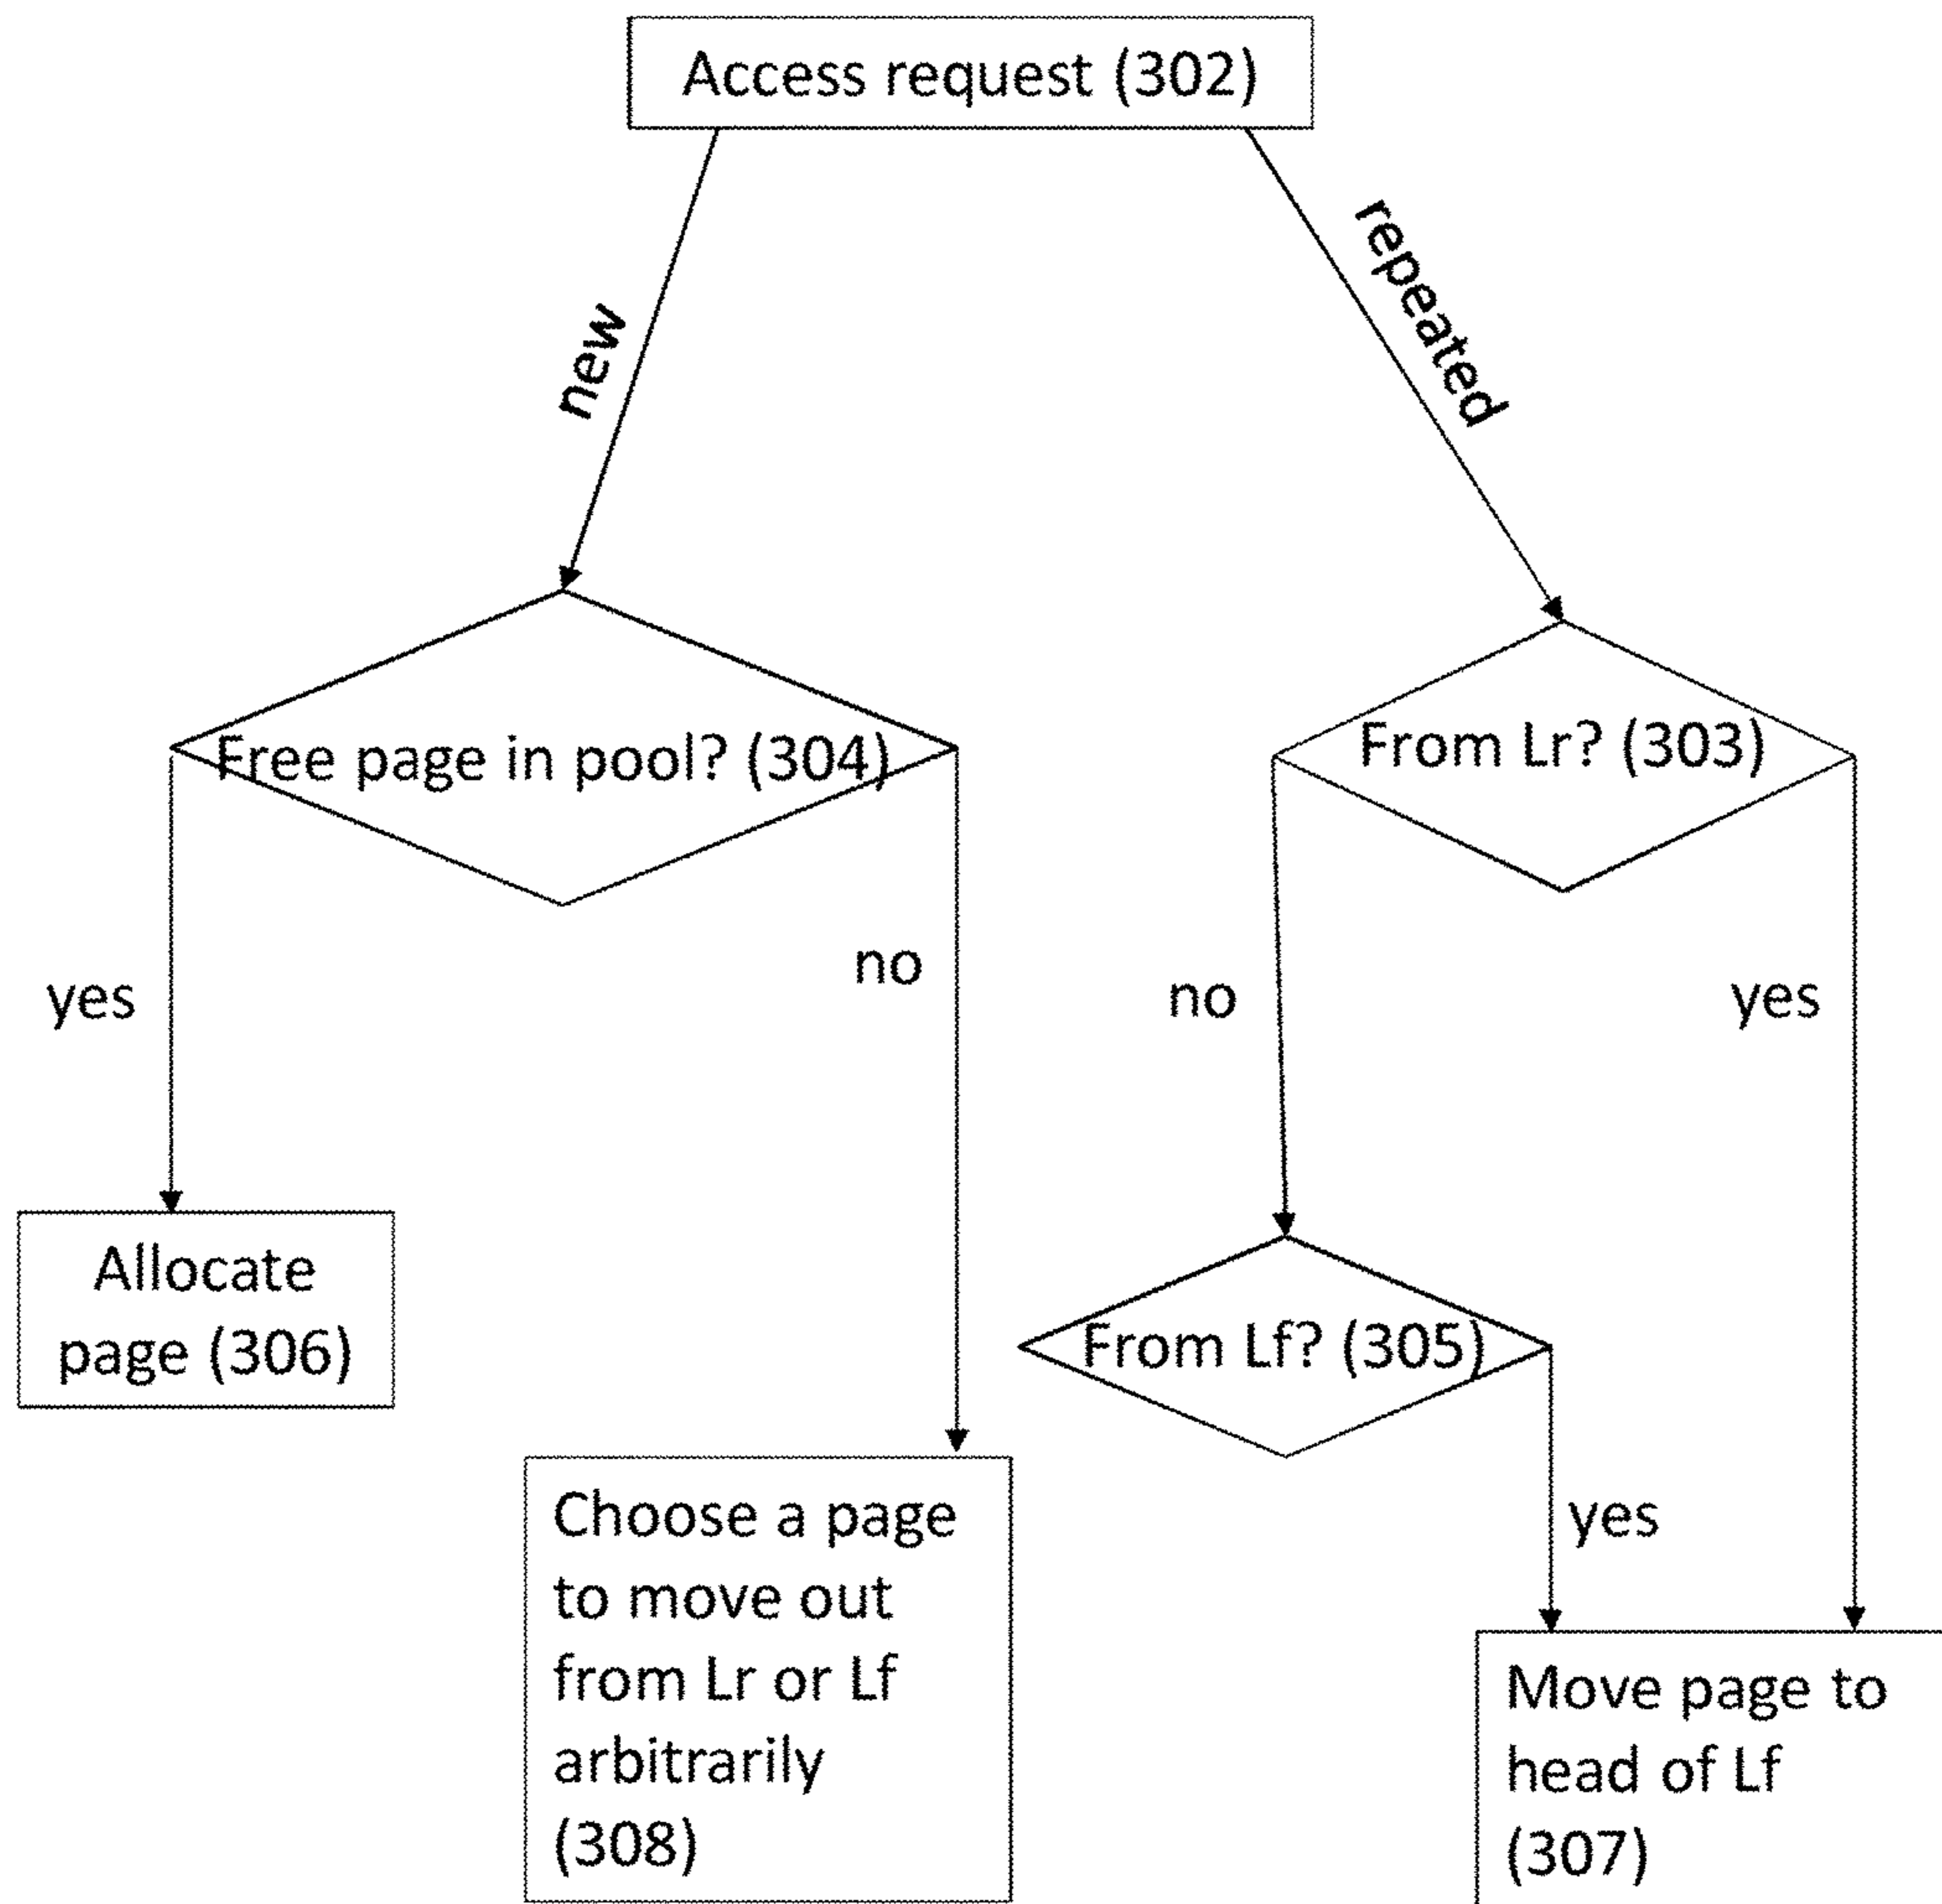 Access request (302)
new
repeated
Free page in pool? (304)
From Lr? (303)
yes
no
no
yes
Allocate
page (306)
From Lf? (305)
yes
Choose a page
to move out
from Lr or Lf
arbitrarily
(308)
Move page to
head of Lf
(307)